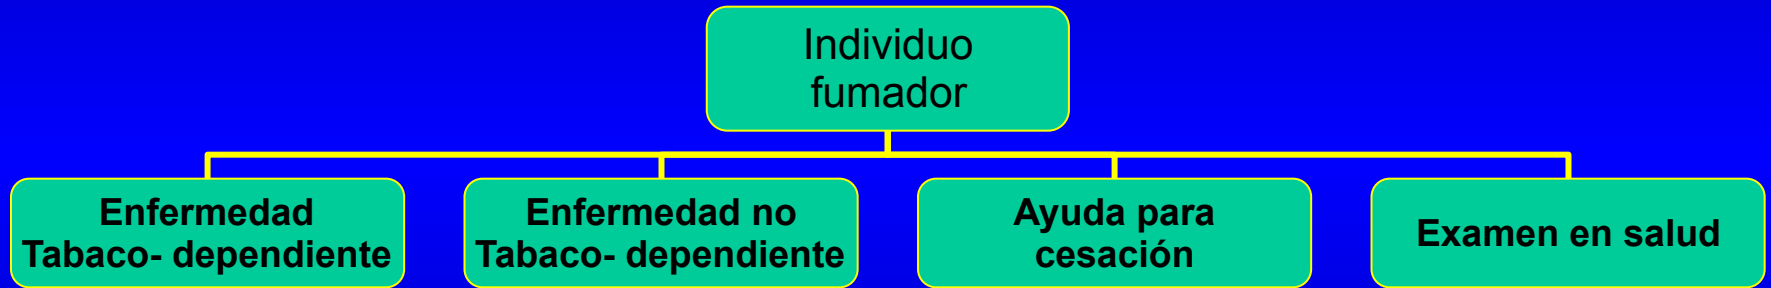 Individuo
fumador
Enfermedad
Tabaco- dependiente
Enfermedad no
Tabaco- dependiente
Ayuda para
cesación
Examen en salud